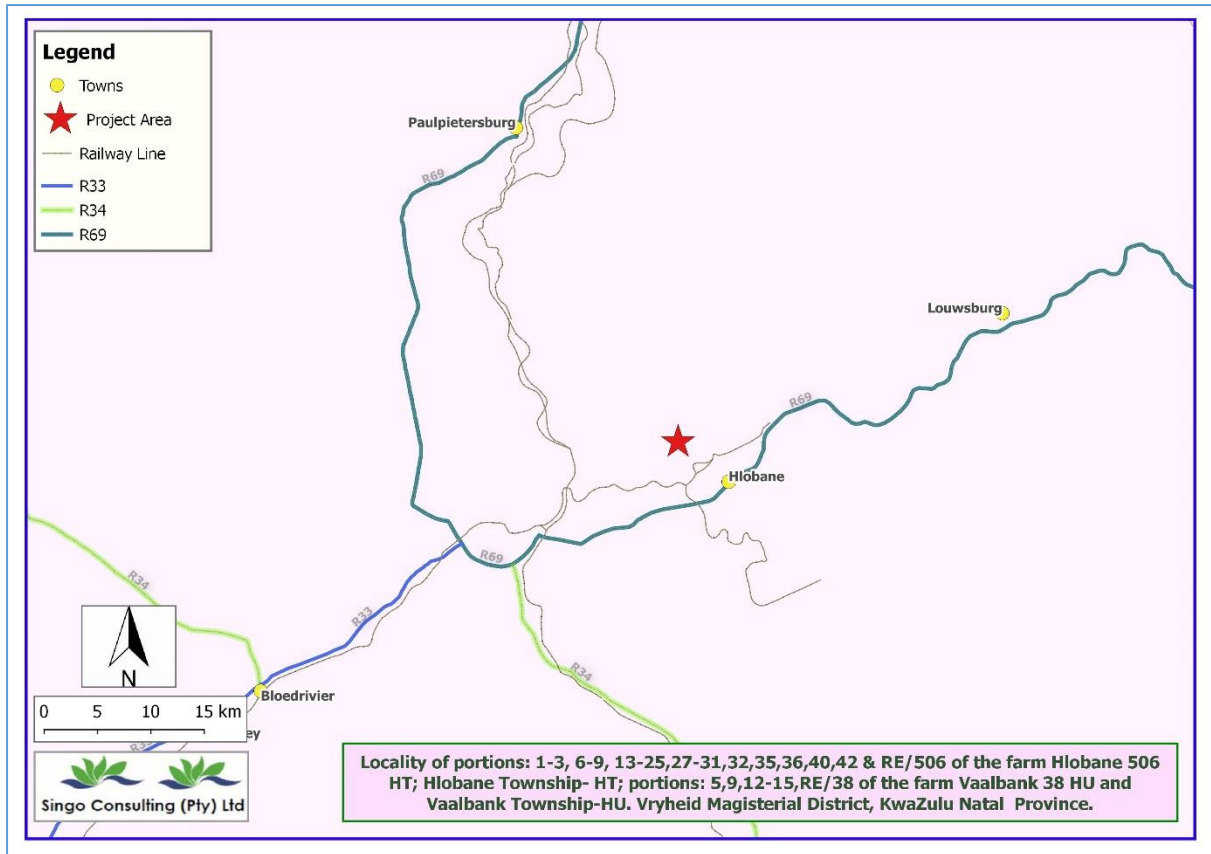 Legend
Towns
Project Area
Railway Line
R33
R34
R69
Paulpietersburg
R69
Louwsburg
R69
Hlobane
R69
R34
R33
R34
Bloedrivier
N
0 5 10 15 km
ey
R33
Singo Consulting (Pty) Ltd
Locality of portions: 1-3, 6-9, 13-25,27-31,32,35,36,40,42 & RE/506 of the farm Hlobane 506
HT; Hlobane Township- HT; portions: 5,9,12-15,RE/38 of the farm Vaalbank 38 HU and
Vaalbank Township-HU. Vryheid Magisterial District, KwaZulu Natal Province.